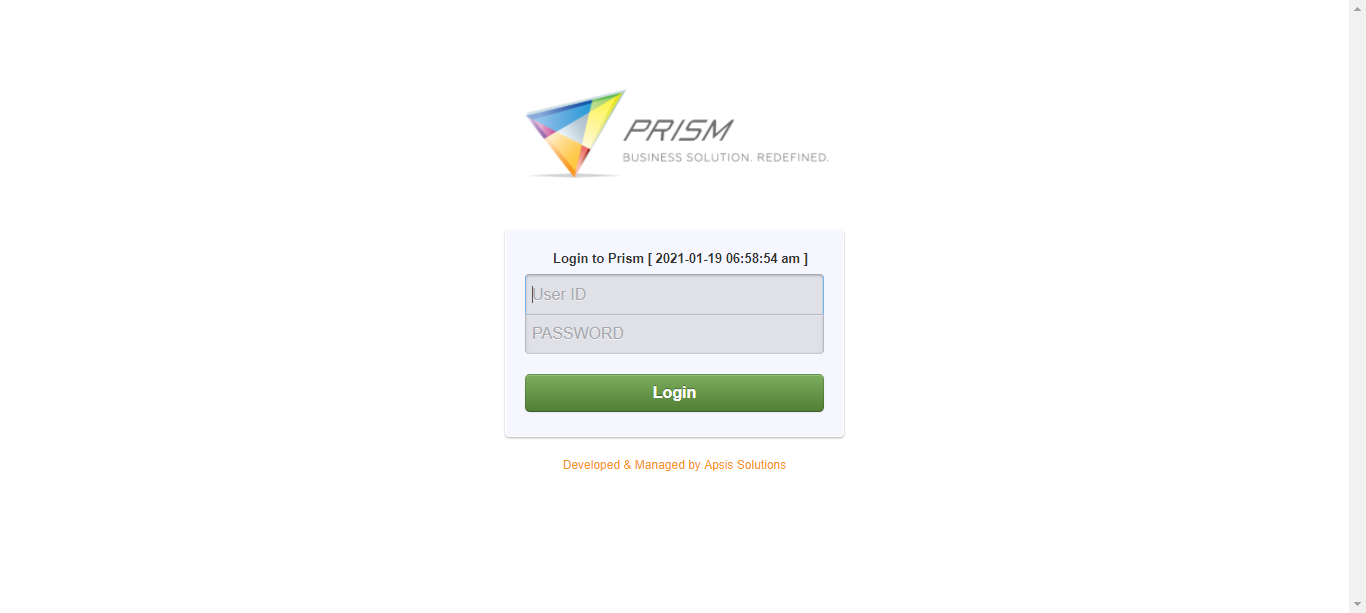 PRISM
BUSINESS SOLUTION. REDEFINED.
Login to Prism [ 2021-01-19 06:58:54 am ]
User ID
PASSWORD
Login
Developed & Managed by Apsis Solutions